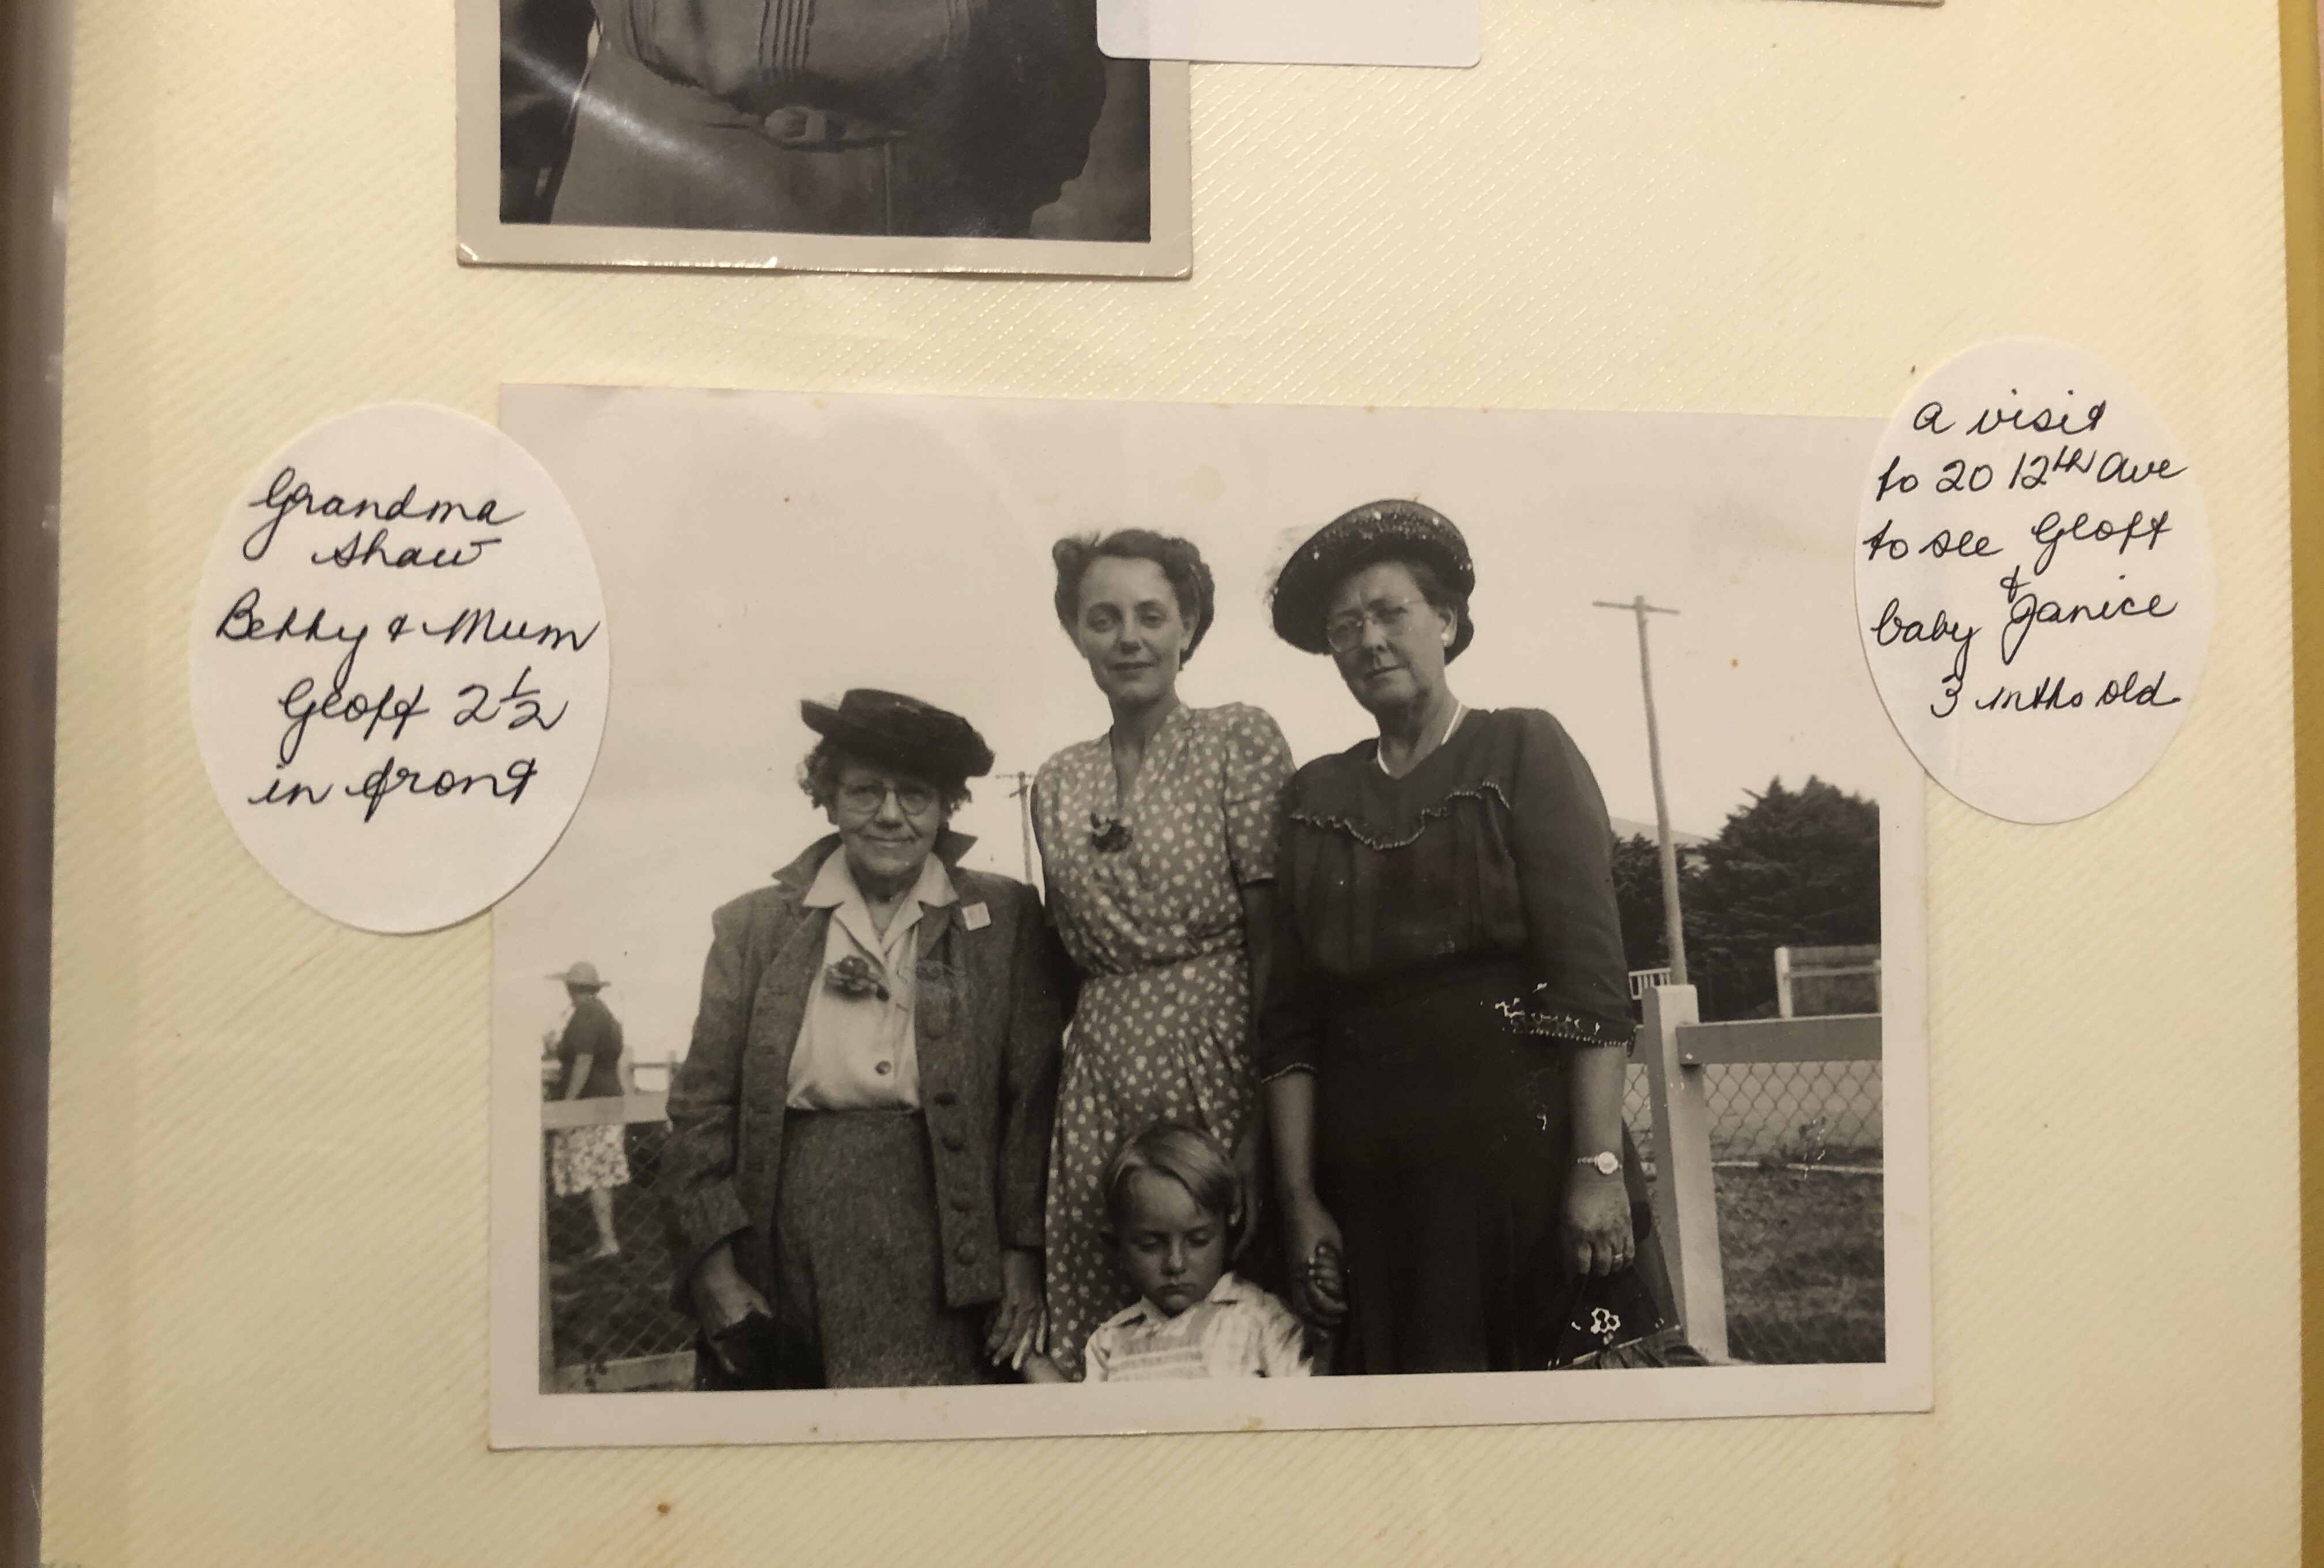 Grandma
Shaw
Betty & Mum
Geoff 2½
in front
a visit
to 20 12th Ave
to see Geoff
&
baby Janice
3 mths old